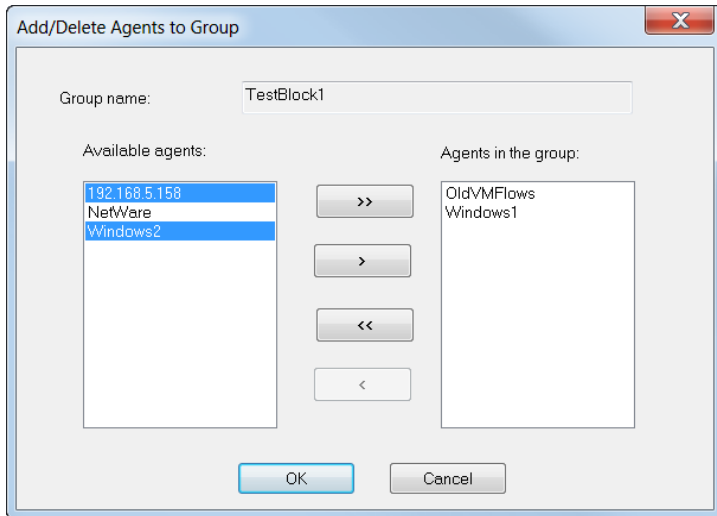 Add/Delete Agents to Group
X
Group name: TestBlock1
Available agents:
Agents in the group:
192.168.5.158
NetWare
Windows2
>>
>
<<
<
OldVMFlows
Windows1
OK
Cancel